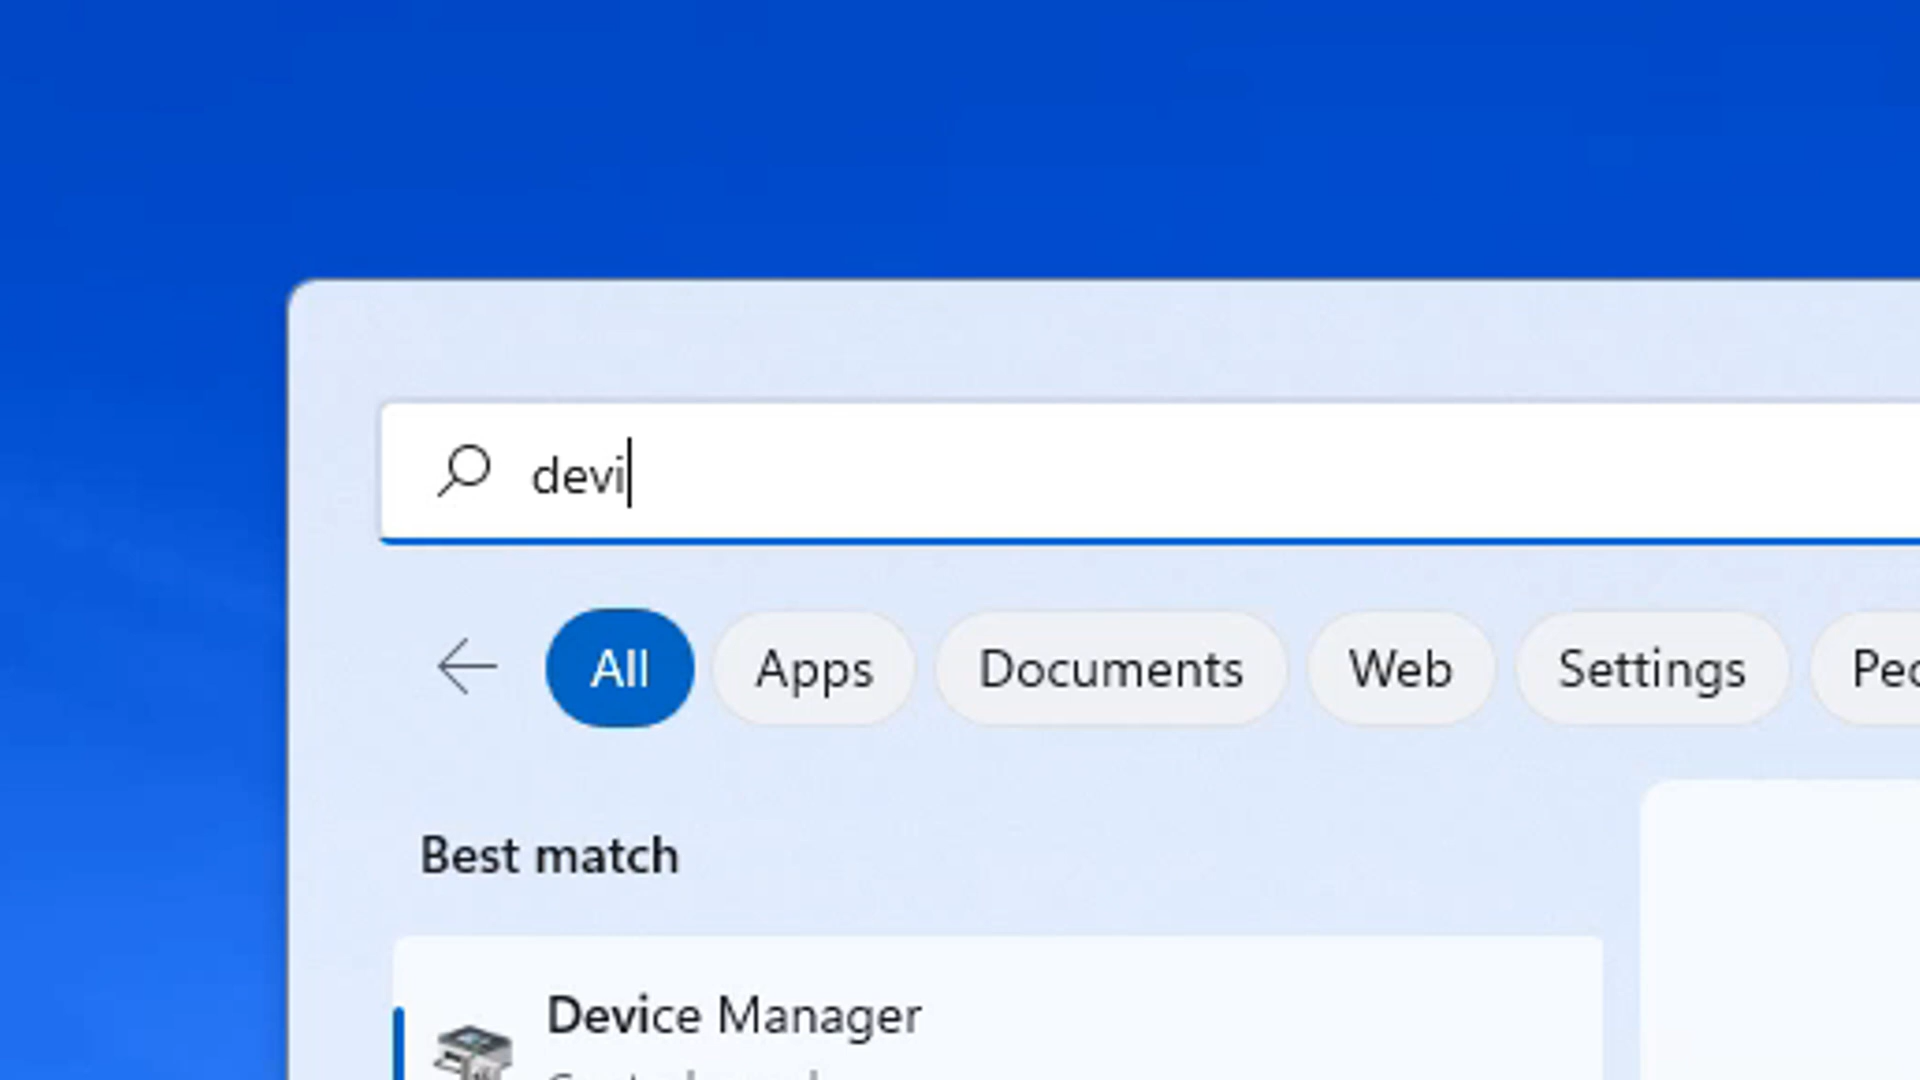 devi
All Apps Documents Web Settings
Best match
Device Manager